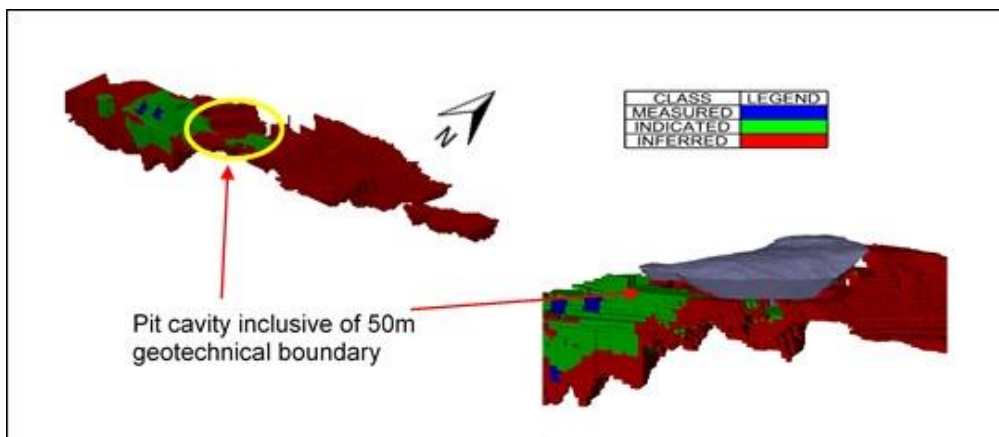 N
CLASS LEGEND
MEASURED
INDICATED
INFERRED
Pit cavity inclusive of 50m
geotechnical boundary